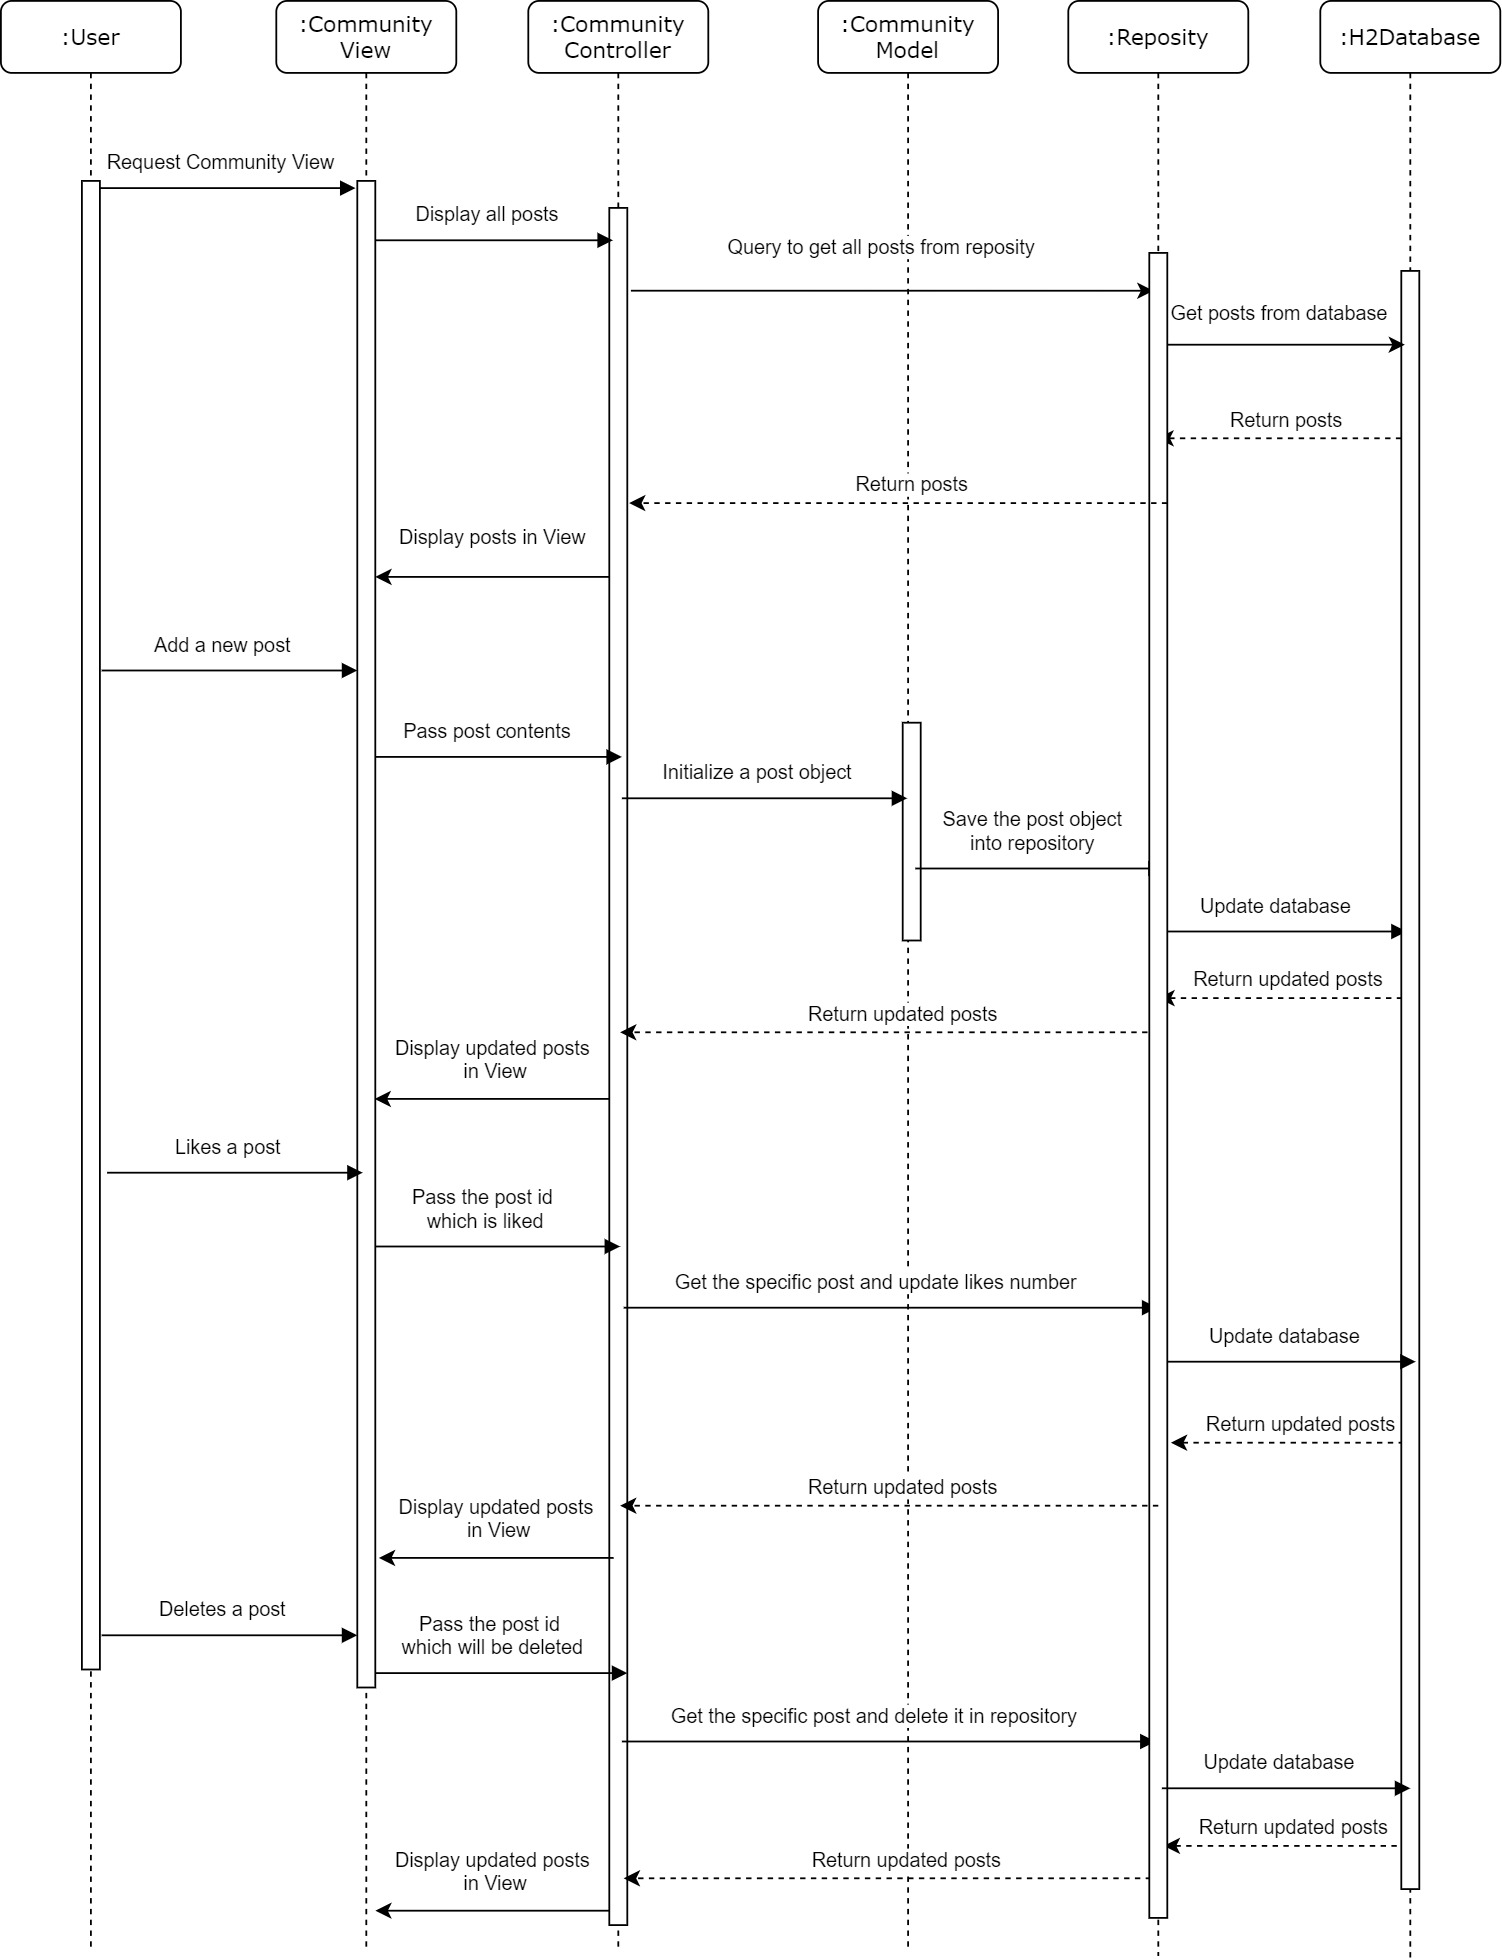 :User
:Community
View
:Community
Controller
:Community
Model
:Reposity
:H2Database
Request Community View
Display all posts
Query to get all posts from reposity
Get posts from database
Return posts
Return posts
Display posts in View
Add a new post
Pass post contents
Initialize a post object
Save the post object
into repository
Update database
Return updated posts
Return updated posts
Display updated posts
in View
Likes a post
Pass the post id
which is liked
Get the specific post and update likes number
Update database
Return updated posts
Return updated posts
Display updated posts
in View
Deletes a post
Pass the post id
which will be deleted
Get the specific post and delete it in repository
Update database
Return updated posts
Return updated posts
Display updated posts
in View